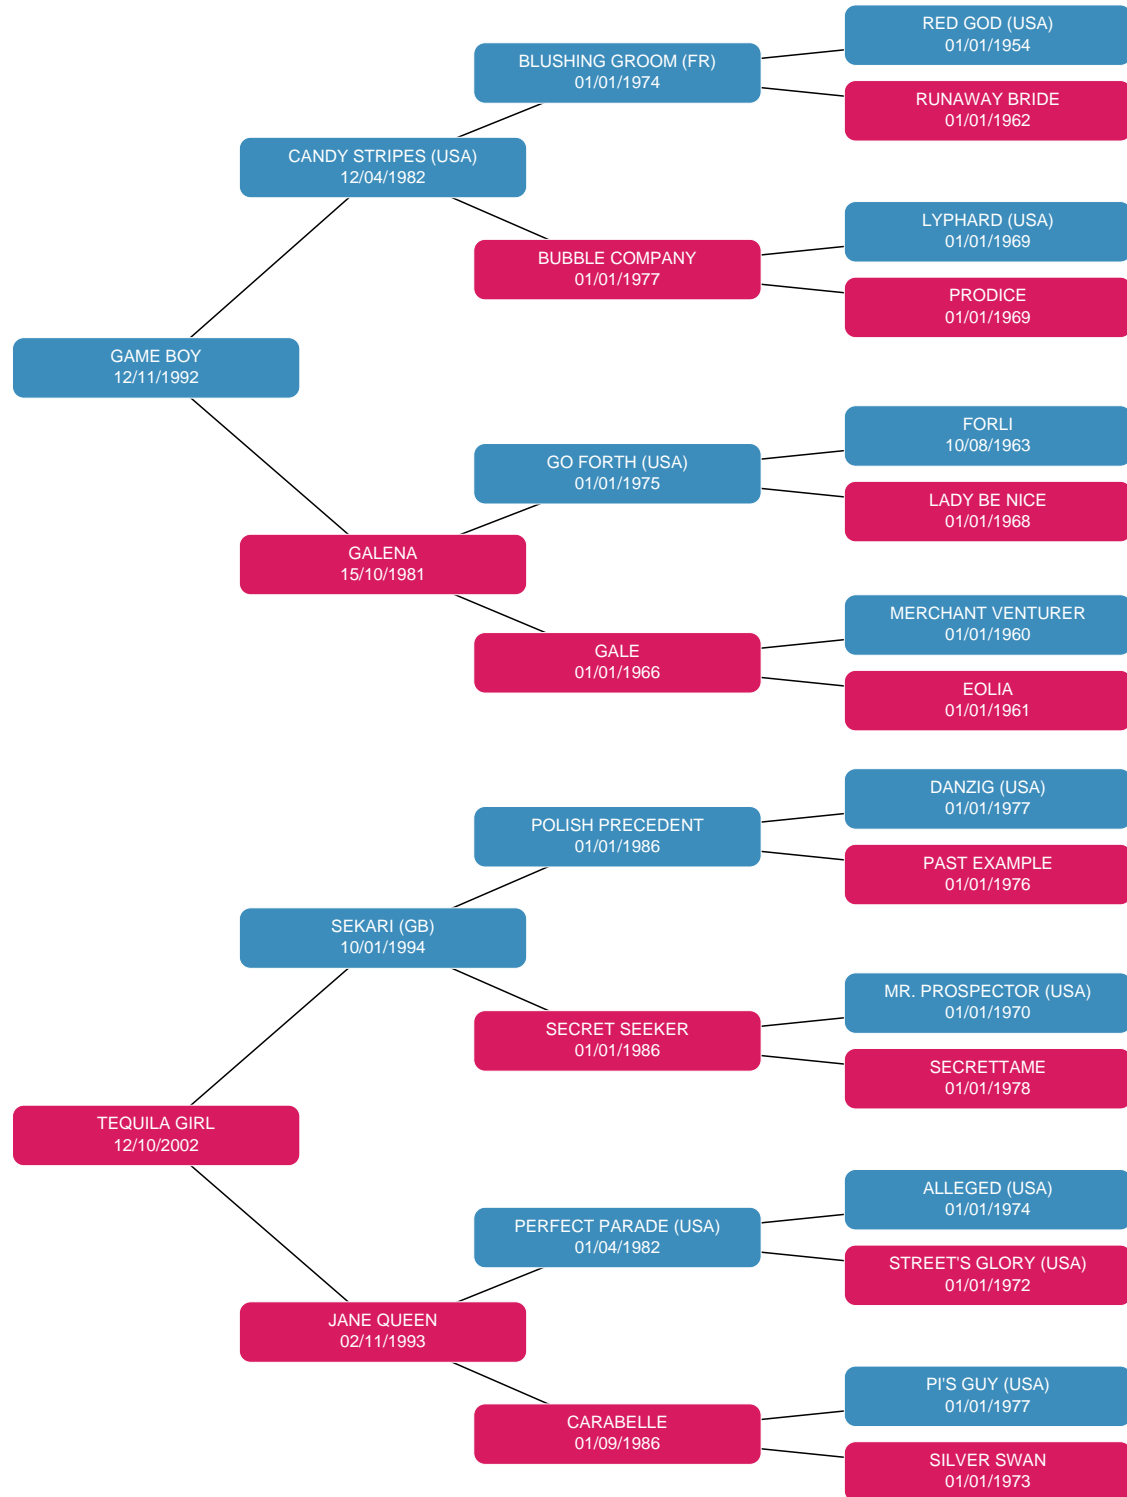 RED GOD (USA)
01/01/1954
BLUSHING GROOM (FR)
01/01/1974
RUNAWAY BRIDE
01/01/1962
CANDY STRIPES (USA)
12/04/1982
LYPHARD (USA)
01/01/1969
BUBBLE COMPANY
01/01/1977
PRODICE
01/01/1969
GAME BOY
12/11/1992
FORLI
10/08/1963
GO FORTH (USA)
01/01/1975
LADY BE NICE
01/01/1968
GALENA
15/10/1981
MERCHANT VENTURER
01/01/1960
GALE
01/01/1966
EOLIA
01/01/1961
DANZIG (USA)
01/01/1977
POLISH PRECEDENT
01/01/1986
PAST EXAMPLE
01/01/1976
SEKARI (GB)
10/01/1994
MR. PROSPECTOR (USA)
01/01/1970
SECRET SEEKER
01/01/1986
SECRETTAME
01/01/1978
TEQUILA GIRL
12/10/2002
ALLEGED (USA)
01/01/1974
PERFECT PARADE (USA)
01/04/1982
STREET'S GLORY (USA)
01/01/1972
JANE QUEEN
02/11/1993
PI'S GUY (USA)
01/01/1977
CARABELLE
01/09/1986
SILVER SWAN
01/01/1973